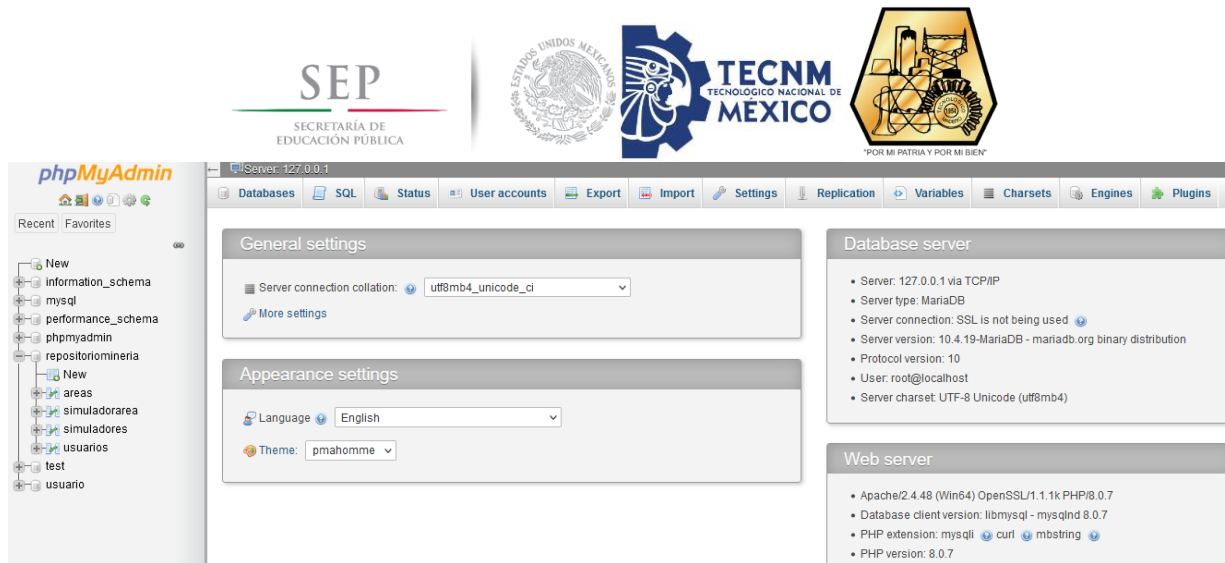 SEP
SECRETARÍA DE
EDUCACIÓN PÚBLICA
ESTADOS UNIDOS MEXICANOS
TECNM
TECNOLÓGICO NACIONAL DE
MÉXICO
1954
"POR MI PATRIA Y POR MI BIEN"
phpMyAdmin
Recent Favorites
New
information_schema
mysql
performance_schema
phpmyadmin
repositoriomineria
New
areas
simuladorarea
simuladores
usuarios
test
usuario
Server: 127.0.0.1
Databases SQL Status User accounts Export Import Settings Replication Variables Charsets Engines Plugins
General settings
Server connection collation: utf8mb4_unicode_ci
More settings
Appearance settings
Language English
Theme: pmahomme
Database server
Server: 127.0.0.1 via TCP/IP
Server type: MariaDB
Server connection: SSL is not being used
Server version: 10.4.19-MariaDB - mariadb.org binary distribution
Protocol version: 10
User: root@localhost
Server charset: UTF-8 Unicode (utf8mb4)
Web server
Apache/2.4.48 (Win64) OpenSSL/1.1.1k PHP/8.0.7
Database client version: libmysql - mysqlnd 8.0.7
PHP extension: mysqli curl mbstring
PHP version: 8.0.7